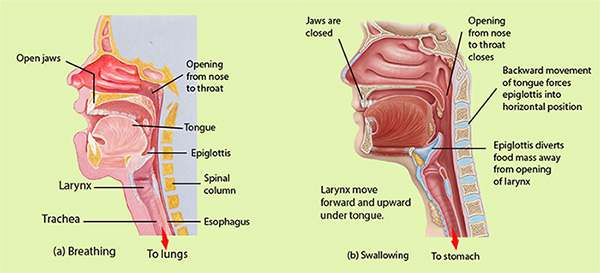 Open jaws
Opening
from nose
to throat
Tongue
Epiglottis
Larynx
Spinal
column
Trachea
Esophagus
(a) Breathing
To lungs
Jaws are
closed
Opening
from nose
to throat
closes
Backward movement
of tongue forces
epiglottis into
horizontal position
Epiglottis diverts
food mass away
from opening
of larynx
Larynx move
forward and upward
under tongue.
(b) Swallowing
To stomach